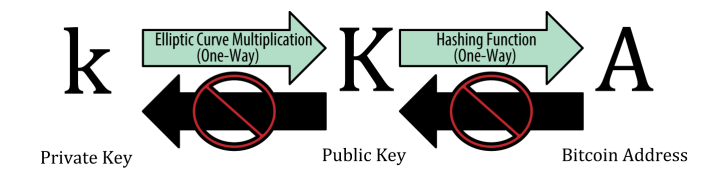 k
Elliptic Curve Multiplication
(One-Way)
K
Hashing Function
(One-Way)
A
Private Key
Public Key
Bitcoin Address